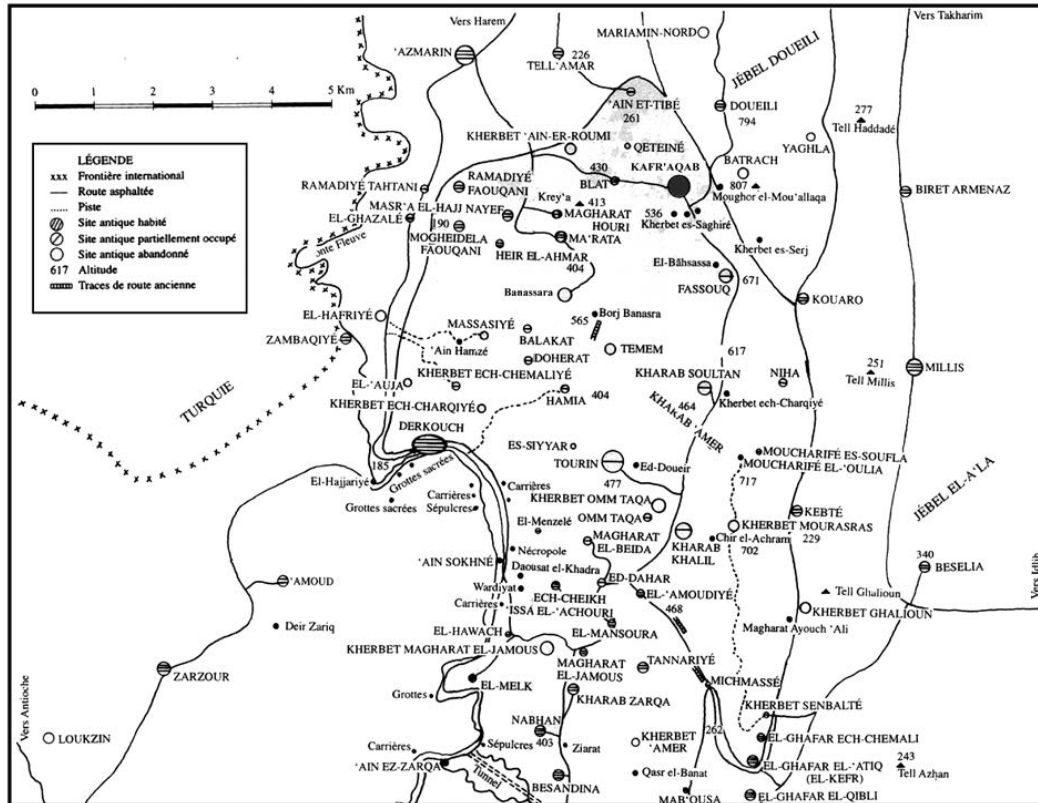 Vers Harem
Vers Takharim
MARIAMIN-NORD
'AZMARIN
226
TELL'AMAR
JÉBEL DOUEILI
0 1 2 3 4 5 Km
'AIN ET-TIBÉ
261
DOUEILI
794
277
Tell Haddadé
LÉGENDE
xxx Frontière international
Route asphaltée
Piste
Site antique habité
Site antique partiellement occupé
Site antique abandonné
617 Altitude
Traces de route ancienne
KHERBET 'AIN-ER-ROUMI
QETEINÉ
YAGHLA
430
BLAT
KAFR'AQAB
BATRACH
807
Moughor el-Mou'allaqa
RAMADIYÉ TAHTANI
RAMADIYÉ
FAOUQANI
Krey'a
413
BIRET ARMENAZ
MASR'A EL-HAJJ NAYEF
EL-GHAZALÉ
MAGHARAT
HOURI
536
Kherbet es-Saghiré
190
MOGHEIDELA
FAOUQANI
MA'RATA
HEIR EL-AHMAR
404
Kherbet es-Serj
onte Fleuve
El-Bâhsassa
FASSOUQ
671
Banassara
KOUARO
EL-HAFRIYÉ
565
Borj Banasra
MASSASIYÉ
ZAMBAQIYÉ
'Ain Hamzé
BALAKAT
TEMEM
617
DOHERAT
251
Tell Millis
MILLIS
KHERBET ECH-CHEMALIYÉ
KHARAB SOULTAN
NIHA
TURQUIE
EL-'AUJA
HAMIA
404
464
Kherbet ech-Charqiyé
KHERBET ECH-CHARQIYÉ
KHARAB 'AMER
DERKOUCH
ES-SIYYAR
MOUCHARIFÉ ES-SOUFLA
MOUCHARIFÉ EL-'OULIA
185
TOURIN
477
Ed-Doueir
717
El-Hajjariyé
Grottes sacrées
Grottes sacrées
Carrières
Carrières
Sépulcres
KHERBET OMM TAQA
JÉBEL EL-A'LA
OMM TAQA
KEBTÉ
El-Menzelé
KHERBET MOURASRAS
MAGHARAT
EL-BEIDA
KHARAB
KHALIL
Chir el-Achram
702
229
Nécropole
'AIN SOKHNÉ
Daousat el-Khadra
340
BESELIA
'AMOUD
Wardiyat
ECH-CHEIKH
'ISSA EL-'ACHOURI
ED-DAHAR
EL-'AMOUDIYÉ
Tell Ghalioun
Vers Idlib
Carrières
468
KHERBET GHALIOUN
Deir Zariq
EL-HAWACH
EL-MANSOURA
Magharat Ayouch 'Ali
KHERBET MAGHARAT EL-JAMOUS
MAGHARAT
EL-JAMOUS
TANNARIYÉ
ZARZOUR
EL-MELK
MICHMASSÉ
Grottes
KHARAB ZARQA
KHERBET SENBALTÉ
Vers Antioche
NABHAN
403
262
LOUKZIN
Carrières
Sépulcres
Ziarat
KHERBET
'AMER
EL-GHAFAR ECH-CHEMALI
'AIN EZ-ZARQA
Tunnel
EL-GHAFAR EL-'ATIQ
(EL-KEFR)
243
Tell Azhan
BESANDINA
Qasr el-Banat
MAB'OUSA
EL-GHAFAR EL-QIBLI